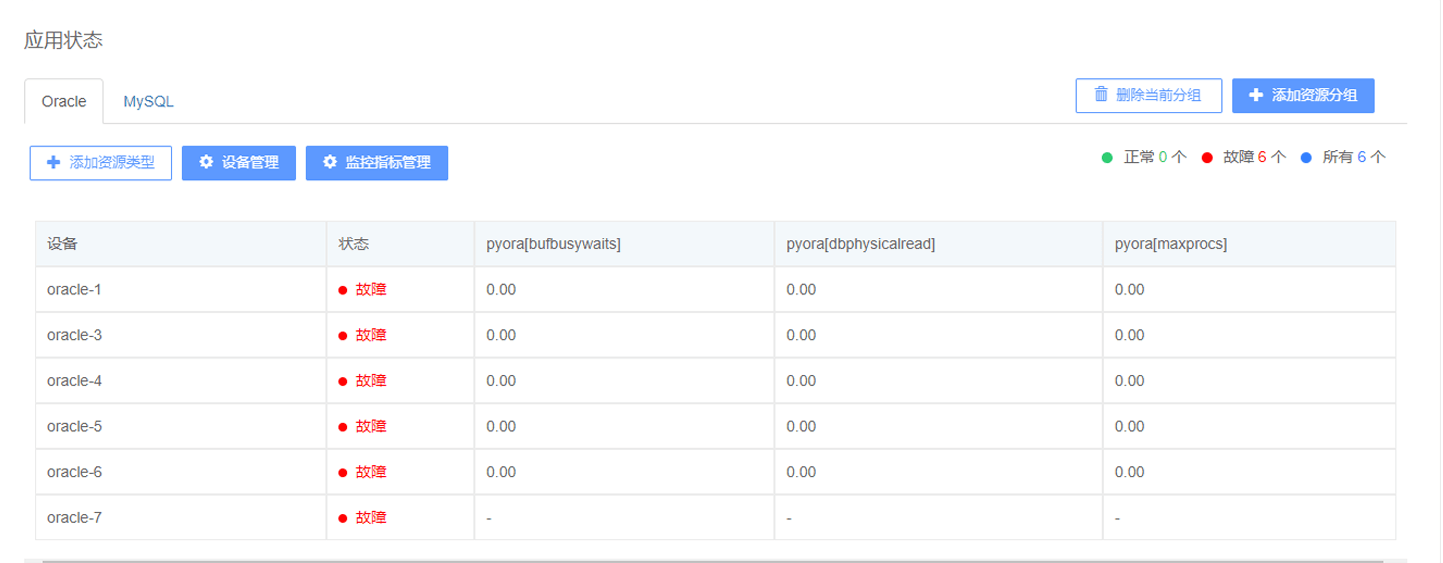 应用状态
Oracle MySQL 删除当前分组 添加资源分组
添加资源类型 设备管理 监控指标管理 正常 0 个 故障 6 个 所有 6 个
设备 状态 pyora[bufbusywaits] pyora[dbphysicalread] pyora[maxprocs]
oracle-1 故障 0.00 0.00 0.00
oracle-3 故障 0.00 0.00 0.00
oracle-4 故障 0.00 0.00 0.00
oracle-5 故障 0.00 0.00 0.00
oracle-6 故障 0.00 0.00 0.00
oracle-7 故障 - - -